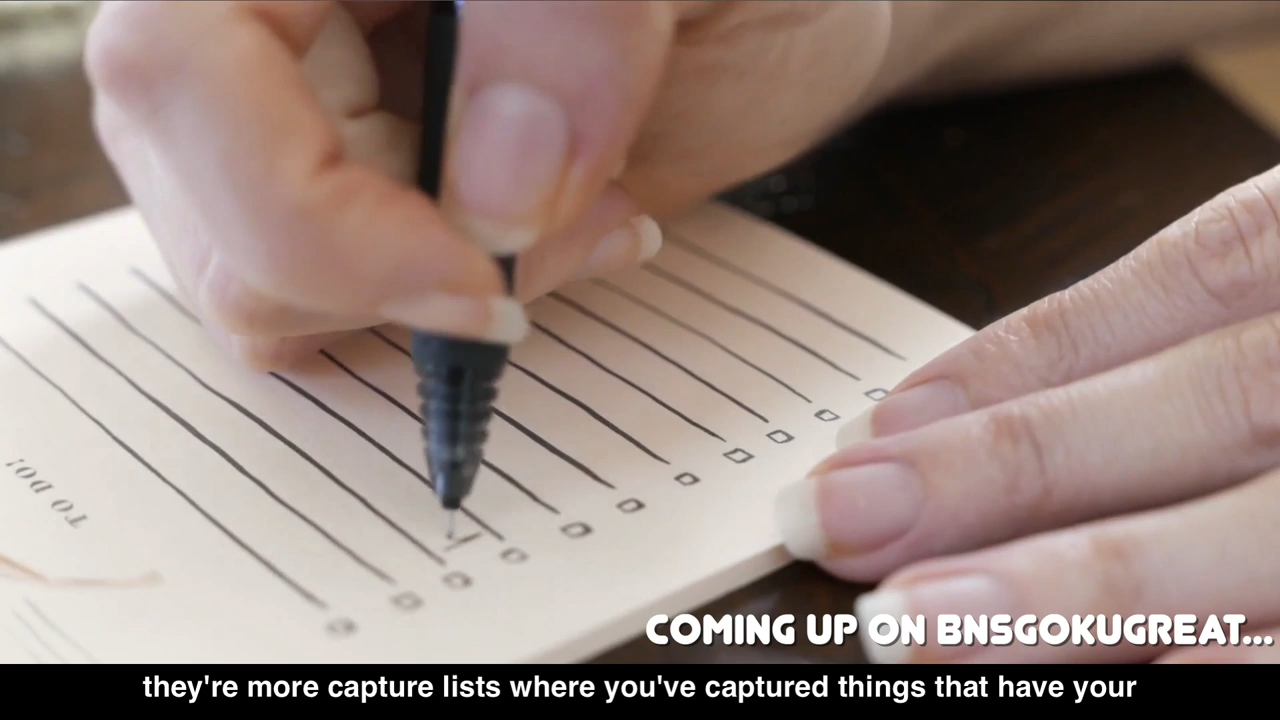 TO DO!
COMING UP ON BNSGOKUGREAT...
they're more capture lists where you've captured things that have your